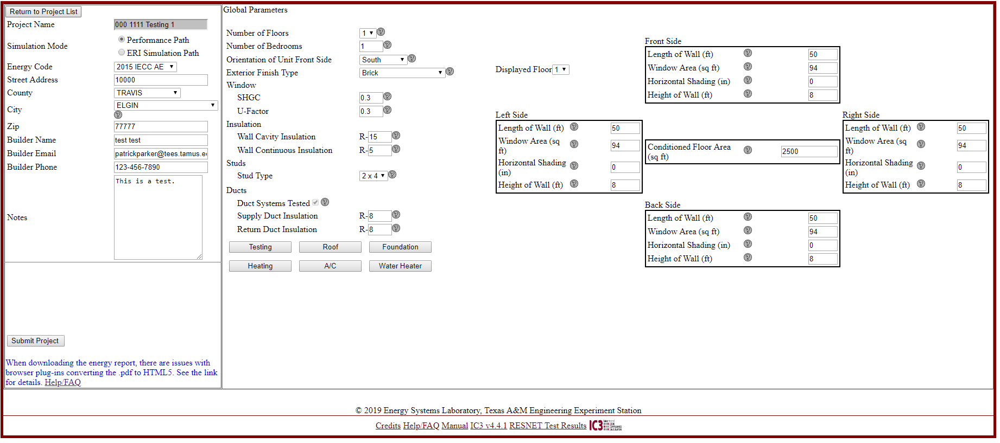 Return to Project List
Project Name
000 1111 Testing 1
Simulation Mode
Performance Path
ERI Simulation Path
Energy Code
2015 IECC AE
Street Address
10000
County
TRAVIS
City
ELGIN
Zip
77777
Builder Name
test test
Builder Email
patrickparker@tees.tamus.e
Builder Phone
123-456-7890
Notes
This is a test.
Submit Project
When downloading the energy report, there are issues with
browser plug-ins converting the .pdf to HTML5. See the link
for details. Help/FAQ
Global Parameters
Number of Floors
1
Number of Bedrooms
1
Orientation of Unit Front Side
South
Exterior Finish Type
Brick
Window
SHGC
0.3
U-Factor
0.3
Insulation
Wall Cavity Insulation
R-15
Wall Continuous Insulation
R-5
Studs
Stud Type
2 x 4
Ducts
Duct Systems Tested
Supply Duct Insulation
R-8
Return Duct Insulation
R-8
Testing
Roof
Foundation
Heating
A/C
Water Heater
Displayed Floor 1
Front Side
Length of Wall (ft)
50
Window Area (sq ft)
94
Horizontal Shading (in)
0
Height of Wall (ft)
8
Left Side
Length of Wall (ft)
50
Window Area (sq
ft)
94
Horizontal Shading
(in)
0
Height of Wall (ft)
8
Conditioned Floor Area
(sq ft)
2500
Right Side
Length of Wall (ft)
50
Window Area (sq
ft)
94
Horizontal Shading
(in)
0
Height of Wall (ft)
8
Back Side
Length of Wall (ft)
50
Window Area (sq ft)
94
Horizontal Shading (in)
0
Height of Wall (ft)
8
© 2019 Energy Systems Laboratory, Texas A&M Engineering Experiment Station
Credits Help/FAQ Manual IC3 v4.4.1 RESNET Test Results IC3